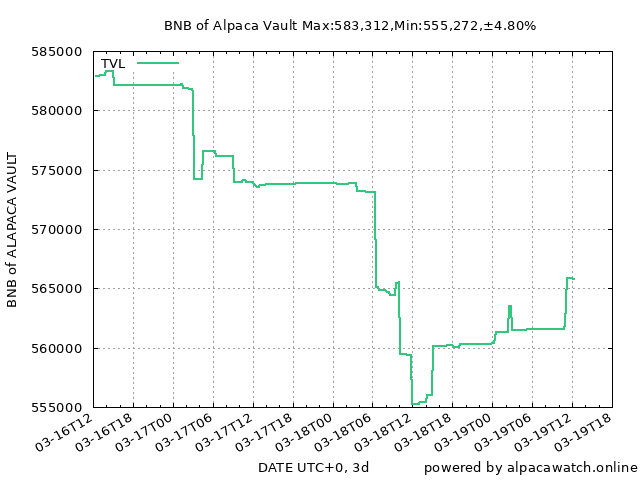 BNB of Alpaca Vault Max:583,312,Min:555,272,±4.80%
585000
580000
575000
570000
565000
560000
555000
BNB of ALAPACA VAULT
TVL
03-16T12
03-16T18
03-17T00
03-17T06
03-17T12
03-17T18
03-18T00
03-18T06
03-18T12
03-18T18
03-19T00
03-19T06
03-19T12
03-19T18
DATE UTC+0, 3d
powered by alpacawatch.online